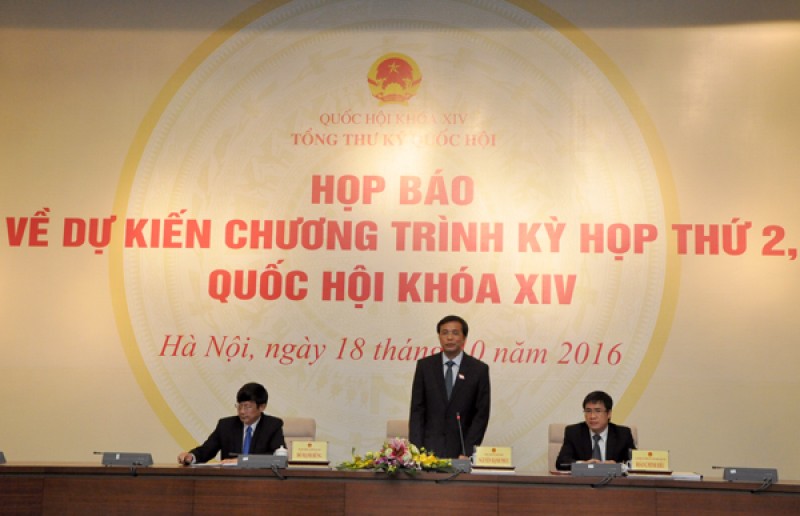 QUỐC HỘI KHÓA XIV
TỔNG THƯ KÝ QUỐC HỘI
HỌP BÁO
VỀ DỰ KIẾN CHƯƠNG TRÌNH KỲ HỌP THỨ 2,
QUỐC HỘI KHÓA XIV
Hà Nội, ngày 18 tháng 0 năm 2016